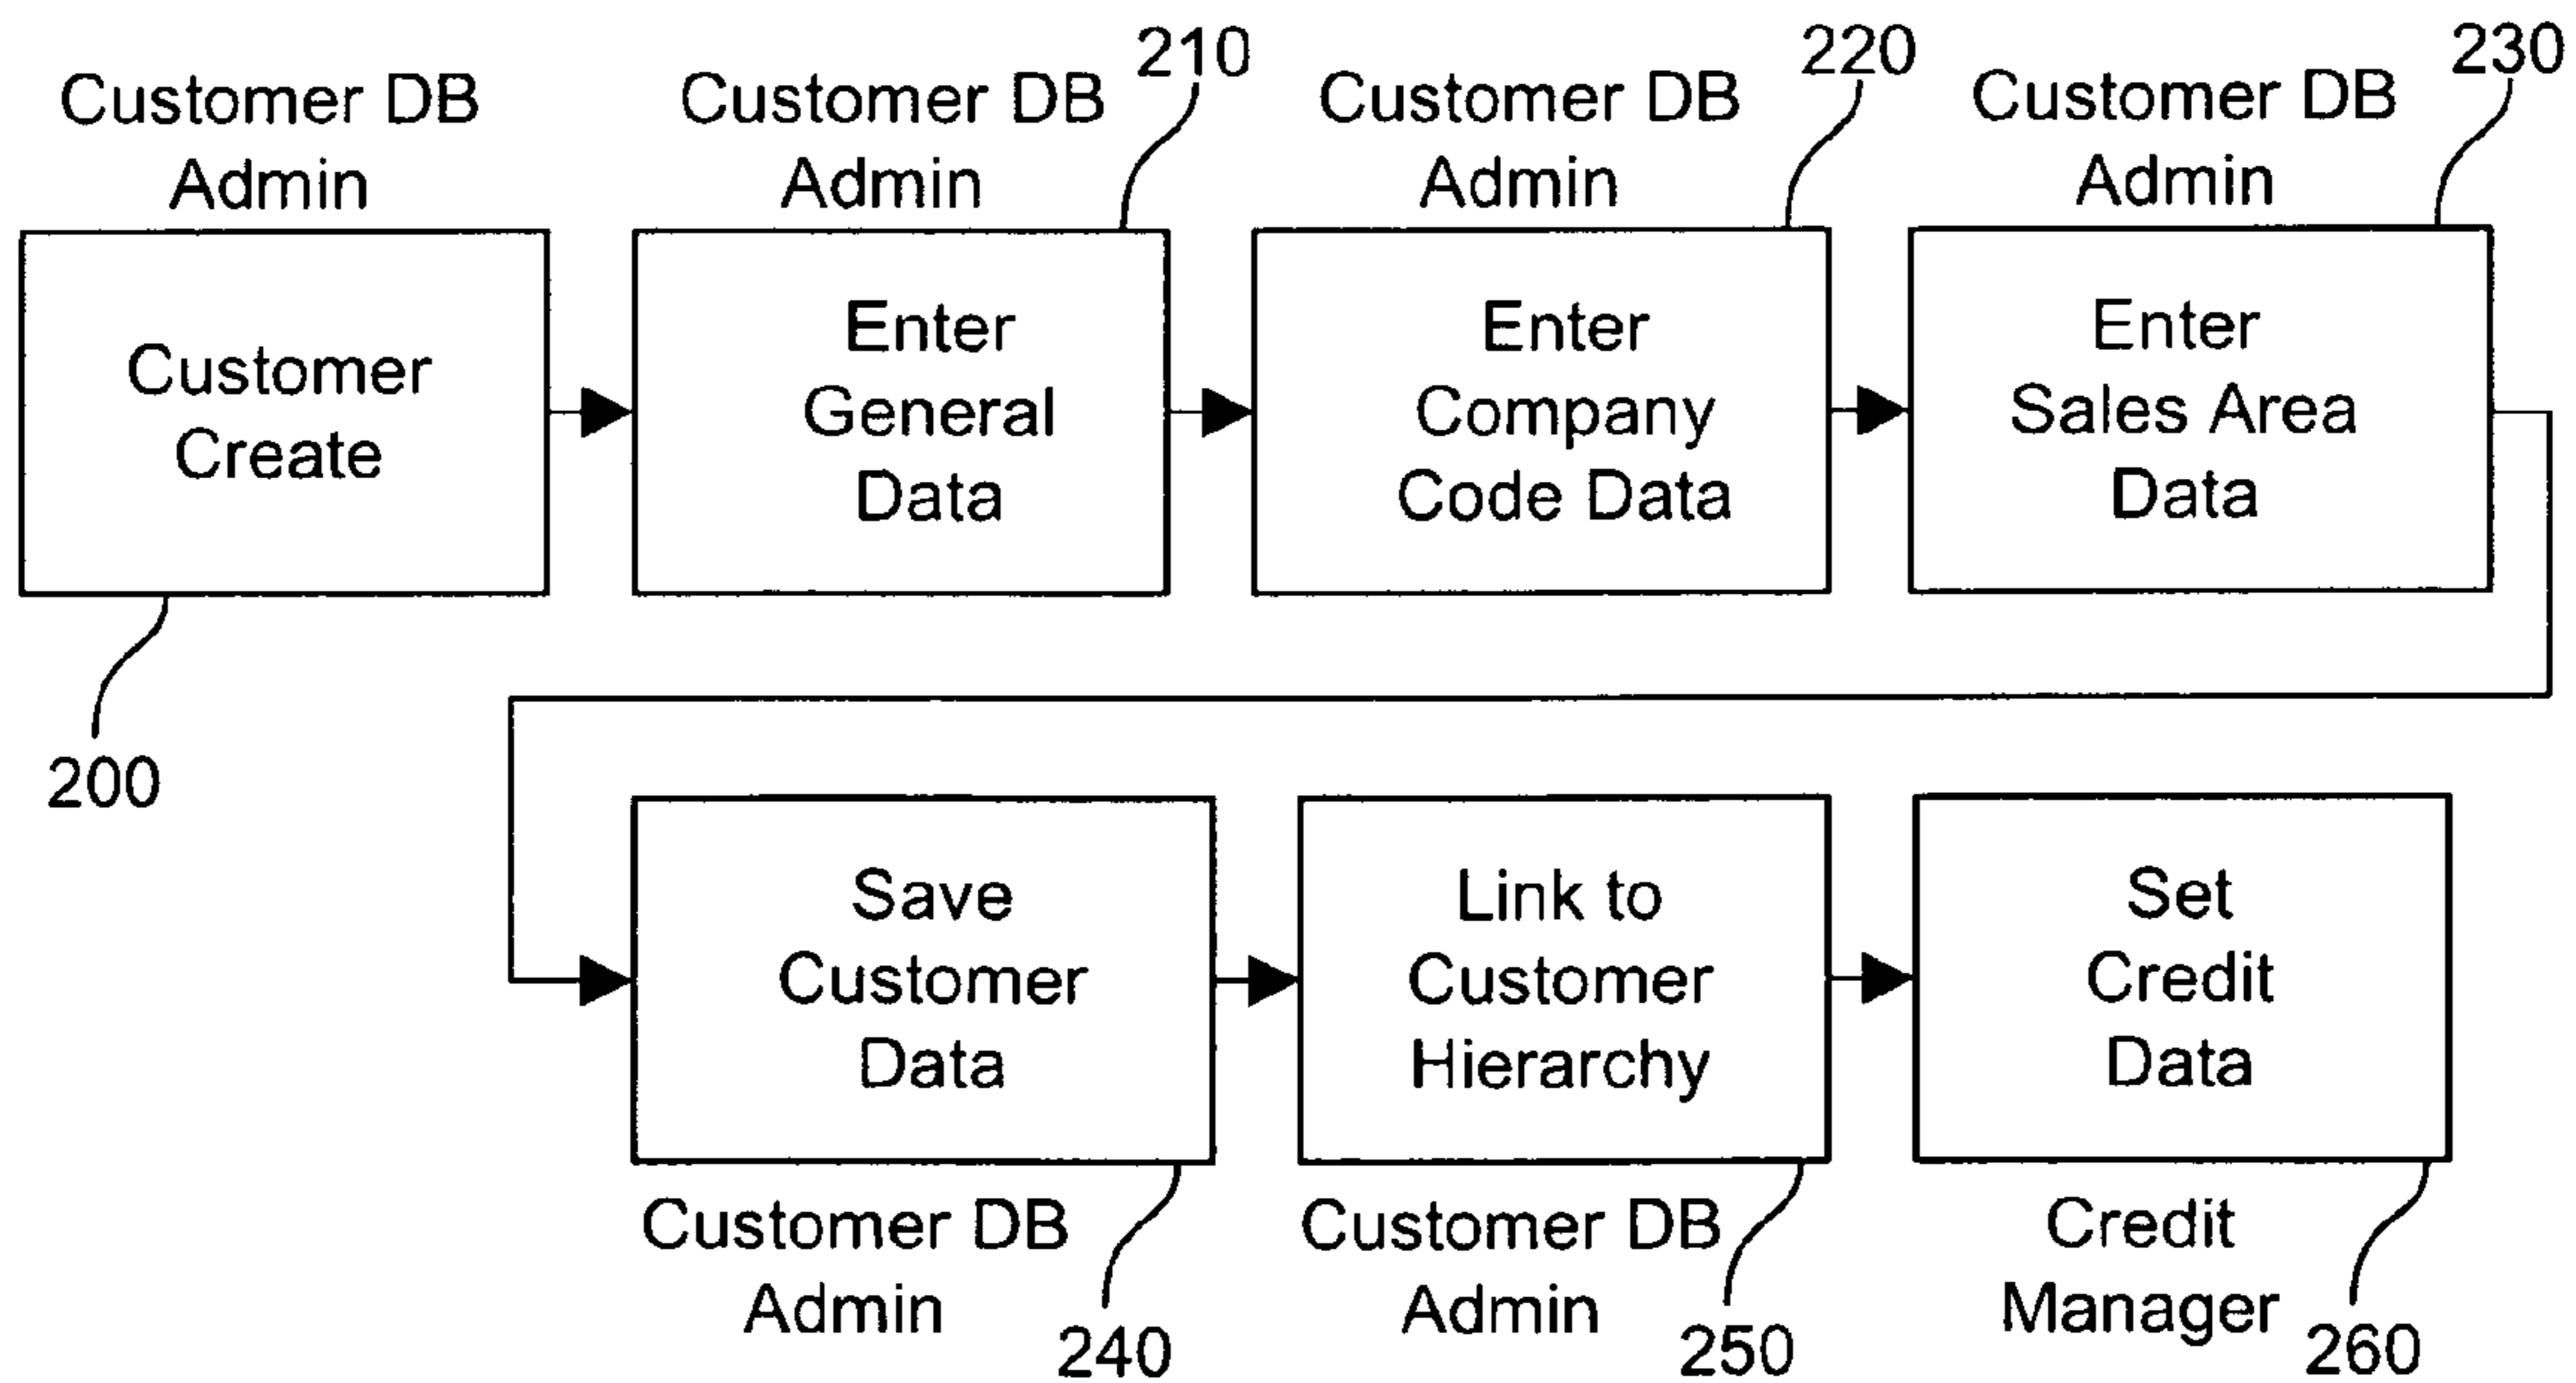 210
220
230
Customer DB
Admin
Customer DB
Admin
Customer DB
Admin
Customer DB
Admin
Customer
Create
Enter
General
Data
Enter
Company
Code Data
Enter
Sales Area
Data
200
Save
Customer
Data
Link to
Customer
Hierarchy
Set
Credit
Data
Customer DB
Admin
240
Customer DB
Admin
250
Credit
Manager
260